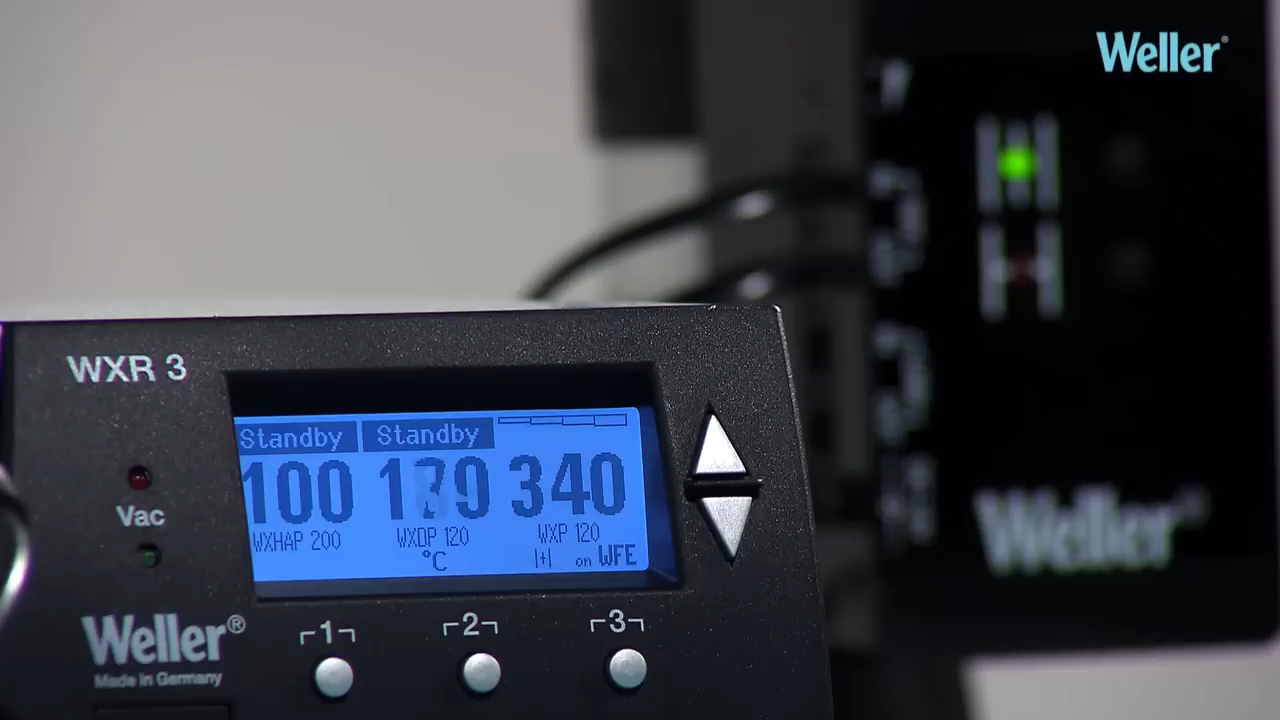 Weller®
WXR 3
Standby Standby
100 340
WXHAP 200 WXDP 120 WXP 120
°C |+| on WFE
Vac
Weller®
Made in Germany
1 2 3
Weller